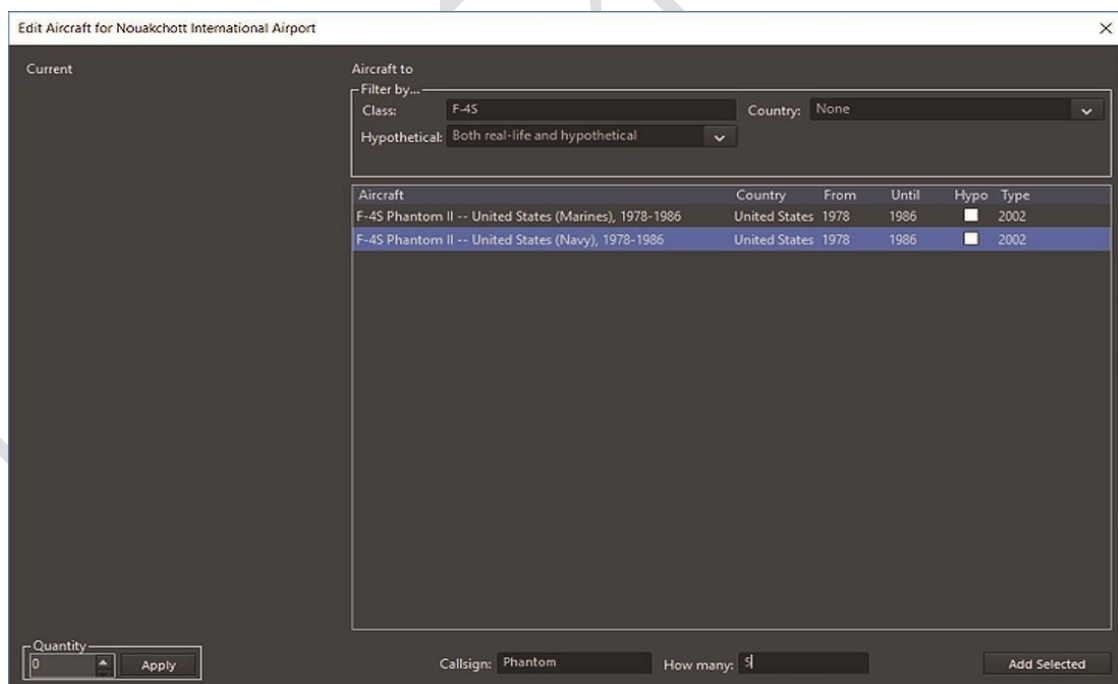 Edit Aircraft for Nouakchott International Airport
Current
Aircraft to
Filter by...
Class: F-4S Country: None
Hypothetical: Both real-life and hypothetical
Aircraft Country From Until Hypo Type
F-4S Phantom II -- United States (Marines), 1978-1986 United States 1978 1986 2002
F-4S Phantom II -- United States (Navy), 1978-1986 United States 1978 1986 2002
Quantity
0 Apply Callsign: Phantom How many: 5 Add Selected